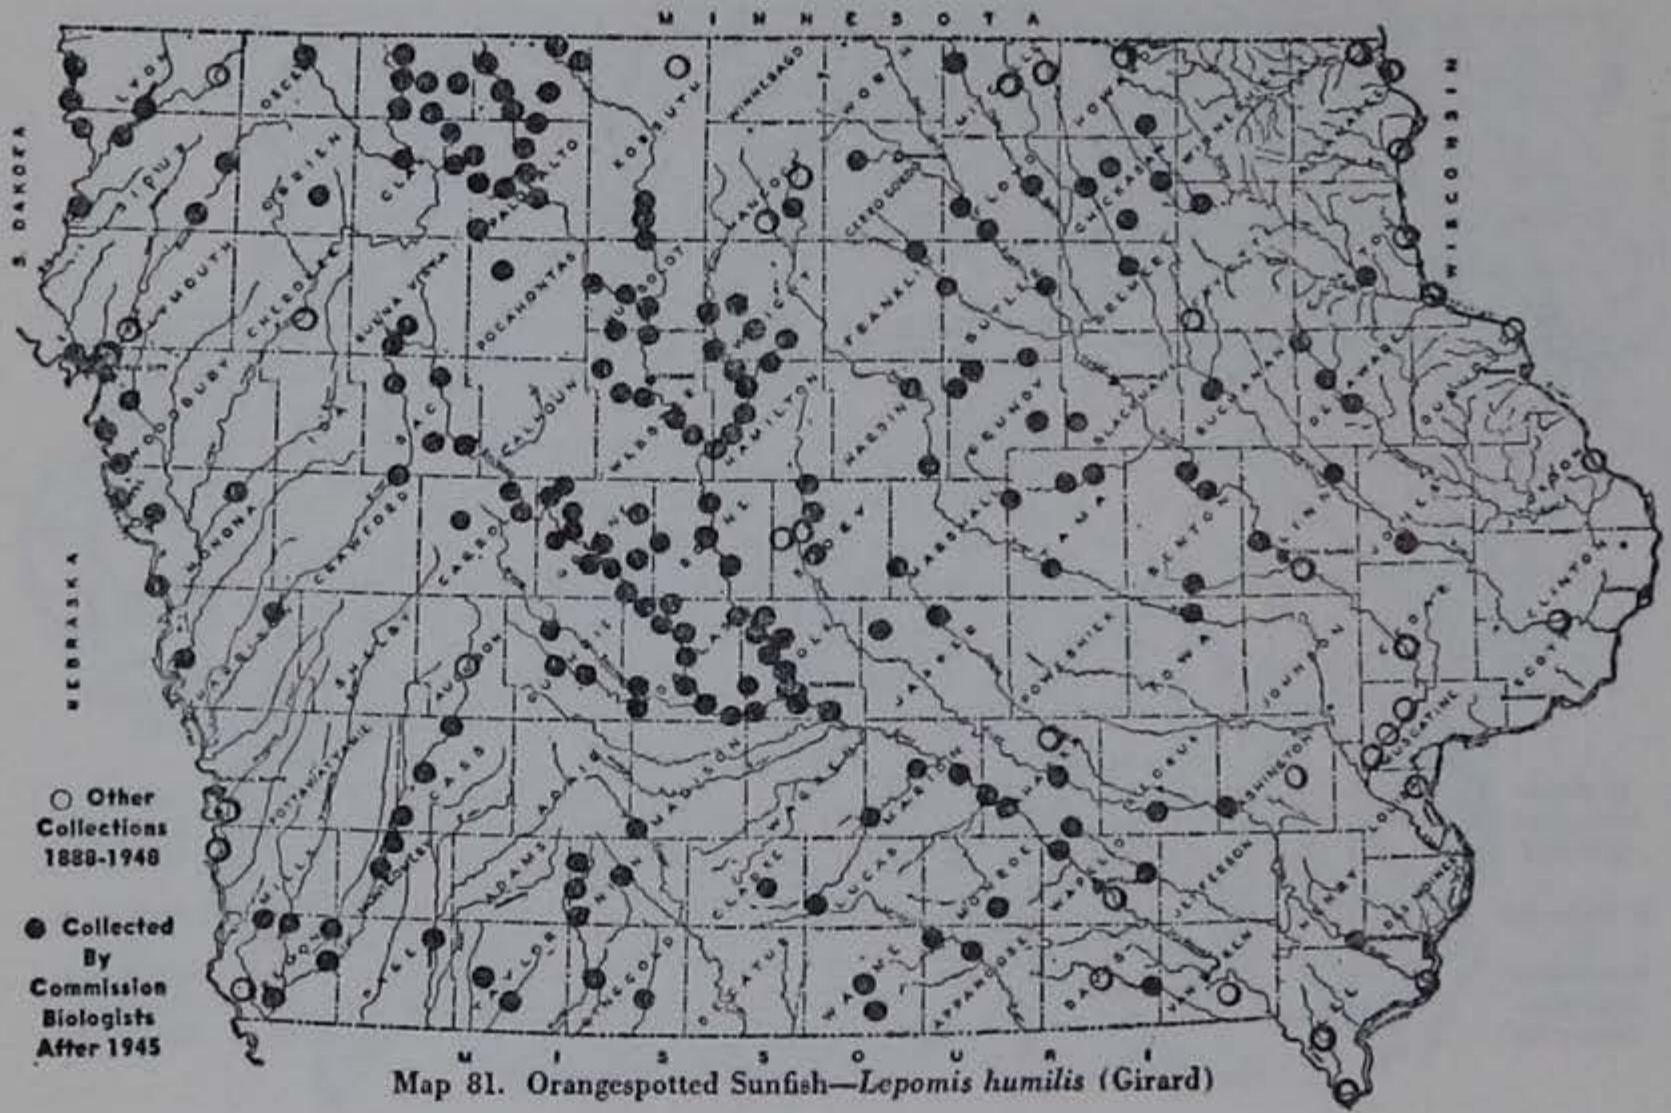 MINNESOTA
LYON
OSCEOLA
KOSSUTH
WINNEBAGO
WORTH
MITCHELL
HOWARD
WINNESHIEK
ALLAMAKEE
WISCONSIN
S. DAKOTA
SIOUX
OBRIEN
CLAY
PALO ALTO
HANCOCK
CERRO GORDO
FLOYD
CHICKASAW
PLYMOUTH
CHEROKEE
BUENA VISTA
POCAHONTAS
HUMBOLDT
WRIGHT
FRANKLIN
BUTLER
BREMER
FAYETTE
CLAYTON
WOODBURY
IDA
SAC
CALHOUN
WEBSTER
HAMILTON
HARDIN
GRUNDY
BLACKHAWK
BUCHANAN
DELAWARE
DUBUQUE
NEBRASKA
MONONA
CRAWFORD
CARROLL
GREENE
BOONE
STORY
MARSHALL
TAMA
BENTON
LINN
JONES
JACKSON
CLINTON
HARRISON
SHELBY
AUDUBON
GUTHRIE
DALLAS
POLK
JASPER
POWESHIEK
IOWA
JOHNSON
CEDAR
SCOTT
MUSCATINE
POTTAWATTAMIE
CASS
ADAIR
MADISON
WARREN
MARION
MAHASKA
KEOKUK
WASHINGTON
LOUISA
MILLS
MONTGOMERY
ADAMS
UNION
CLARKE
LUCAS
MONROE
WAPELLO
JEFFERSON
HENRY
DES MOINES
FREMONT
PAGE
TAYLOR
RINGGOLD
DECATUR
WAYNE
APPANOOSE
DAVIS
VAN BUREN
LEE
○ Other
Collections
1888-1948
● Collected
By
Commission
Biologists
After 1945
MISSOURI
Map 81. Orangespotted Sunfish—Lepomis humilis (Girard)